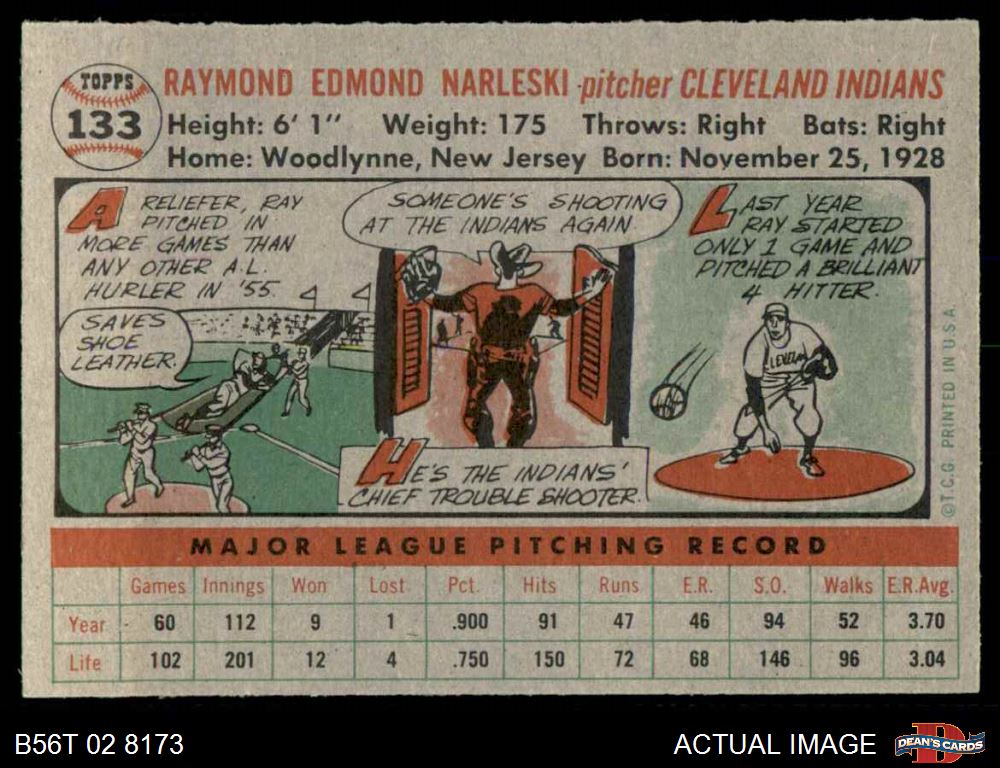 TOPPS
133
RAYMOND EDMOND NARLESKI -pitcher CLEVELAND INDIANS
Height: 6' 1" Weight: 175 Throws: Right Bats: Right
Home: Woodlynne, New Jersey Born: November 25, 1928
A RELIEFER, RAY
PITCHED IN
MORE GAMES THAN
ANY OTHER A.L.
HURLER IN '55.
SAVES
SHOE
LEATHER.
SOMEONE'S SHOOTING
AT THE INDIANS AGAIN
HE'S THE INDIANS'
CHIEF TROUBLE SHOOTER.
LAST YEAR
RAY STARTED
ONLY 1 GAME AND
PITCHED A BRILLIANT
4 HITTER.
©T.C.G. PRINTED IN U.S.A
MAJOR LEAGUE PITCHING RECORD
Games Innings Won Lost Pct. Hits Runs E.R. S.O. Walks E.R.Avg.
Year 60 112 9 1 .900 91 47 46 94 52 3.70
Life 102 201 12 4 .750 150 72 68 146 96 3.04
B56T 02 8173
ACTUAL IMAGE
DEAN'S CARDS